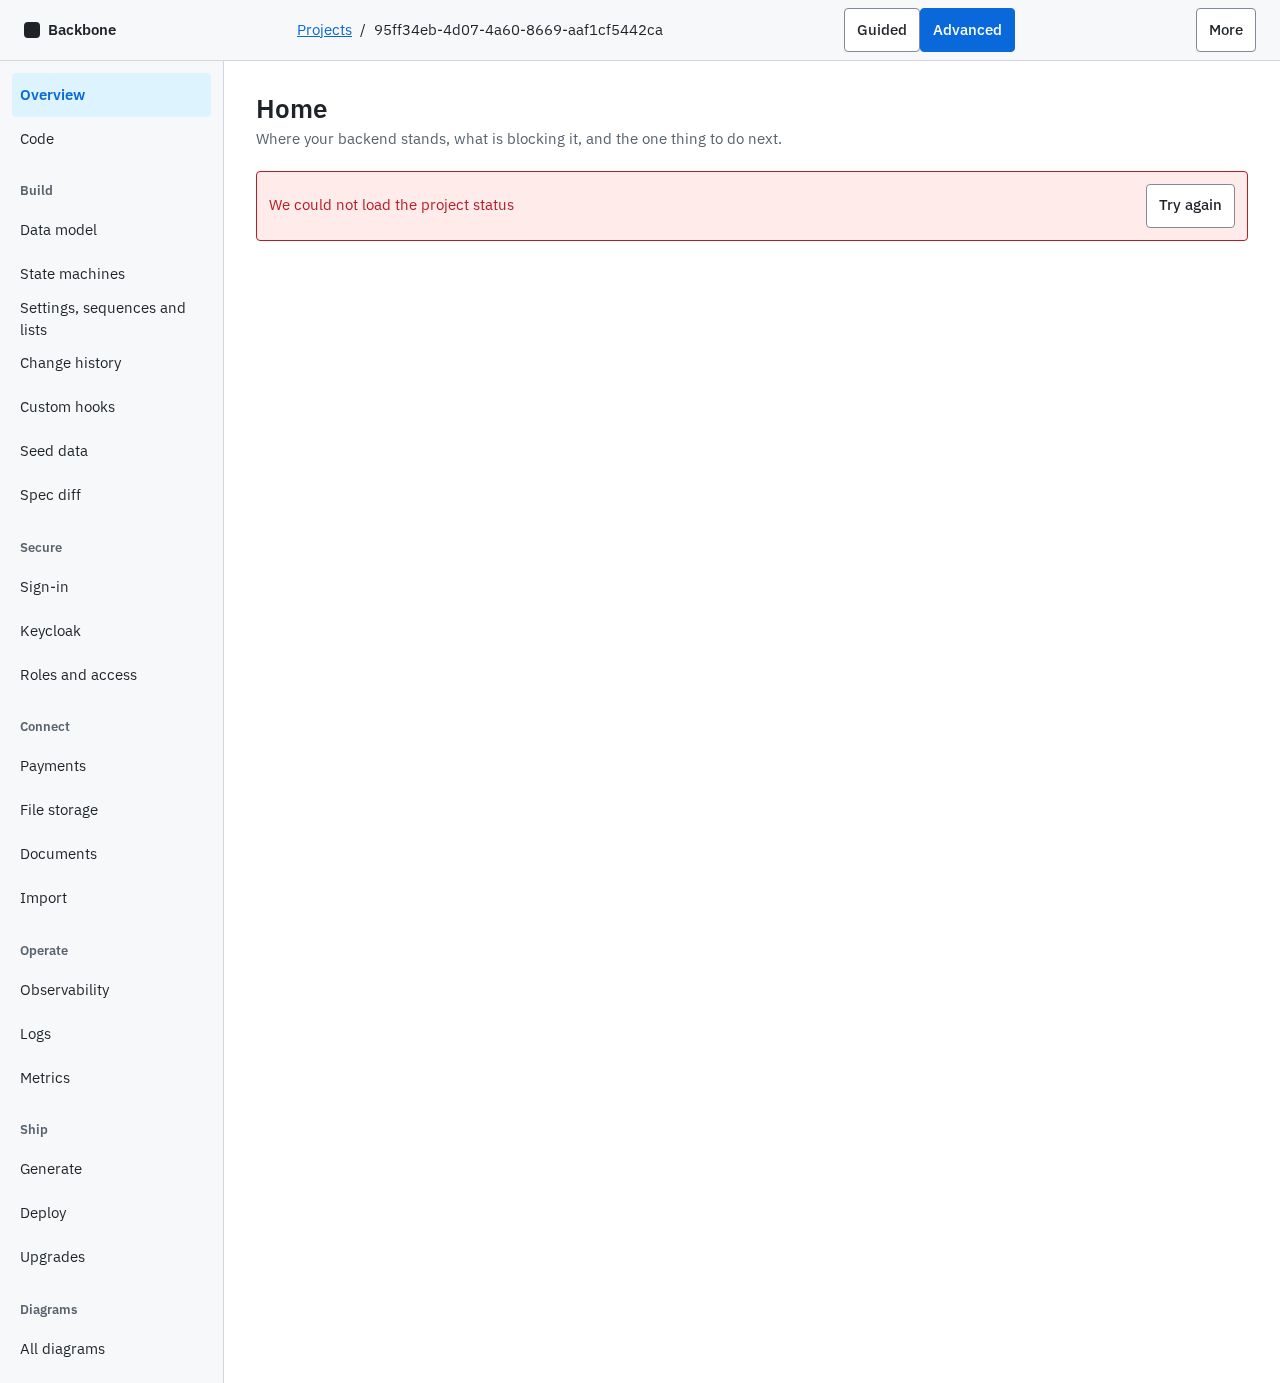 Backbone
Projects / 95ff34eb-4d07-4a60-8669-aaf1cf5442ca
Guided
Advanced
More
Overview
Code
Build
Data model
State machines
Settings, sequences and
lists
Change history
Custom hooks
Seed data
Spec diff
Secure
Sign-in
Keycloak
Roles and access
Connect
Payments
File storage
Documents
Import
Operate
Observability
Logs
Metrics
Ship
Generate
Deploy
Upgrades
Diagrams
All diagrams
Home
Where your backend stands, what is blocking it, and the one thing to do next.
We could not load the project status
Try again